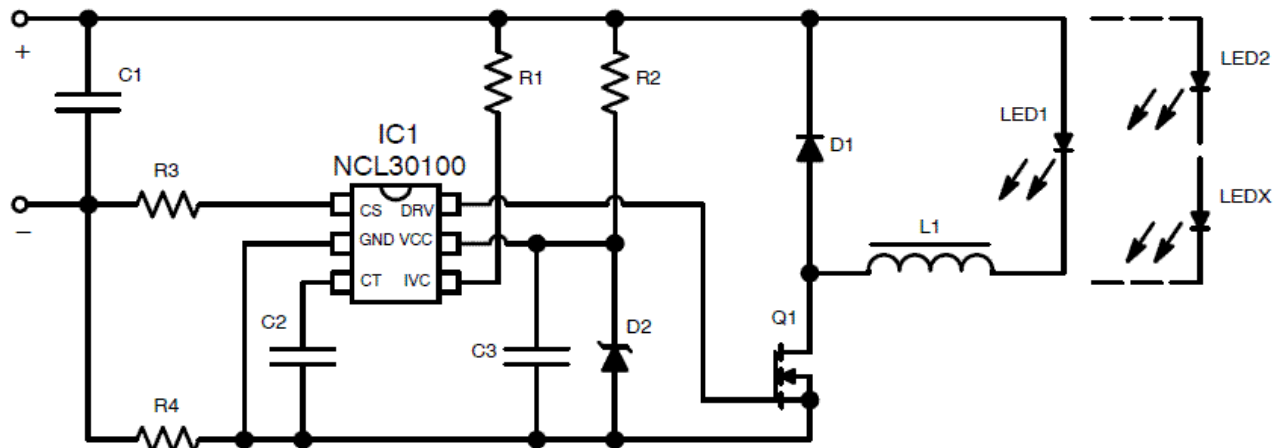 +
C1
−
R3
R4
IC1
NCL30100
CS
GND
CT
DRV
VCC
IVC
C2
C3
R1
R2
D2
D1
Q1
L1
LED1
LED2
LEDX